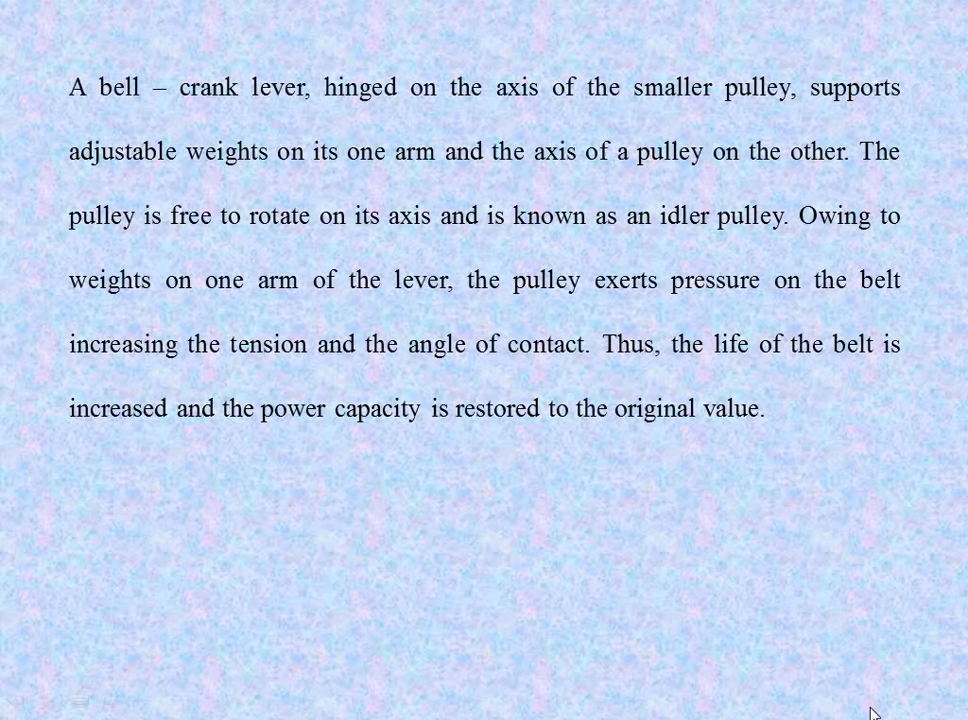 A bell – crank lever, hinged on the axis of the smaller pulley, supports
adjustable weights on its one arm and the axis of a pulley on the other. The
pulley is free to rotate on its axis and is known as an idler pulley. Owing to
weights on one arm of the lever, the pulley exerts pressure on the belt
increasing the tension and the angle of contact. Thus, the life of the belt is
increased and the power capacity is restored to the original value.